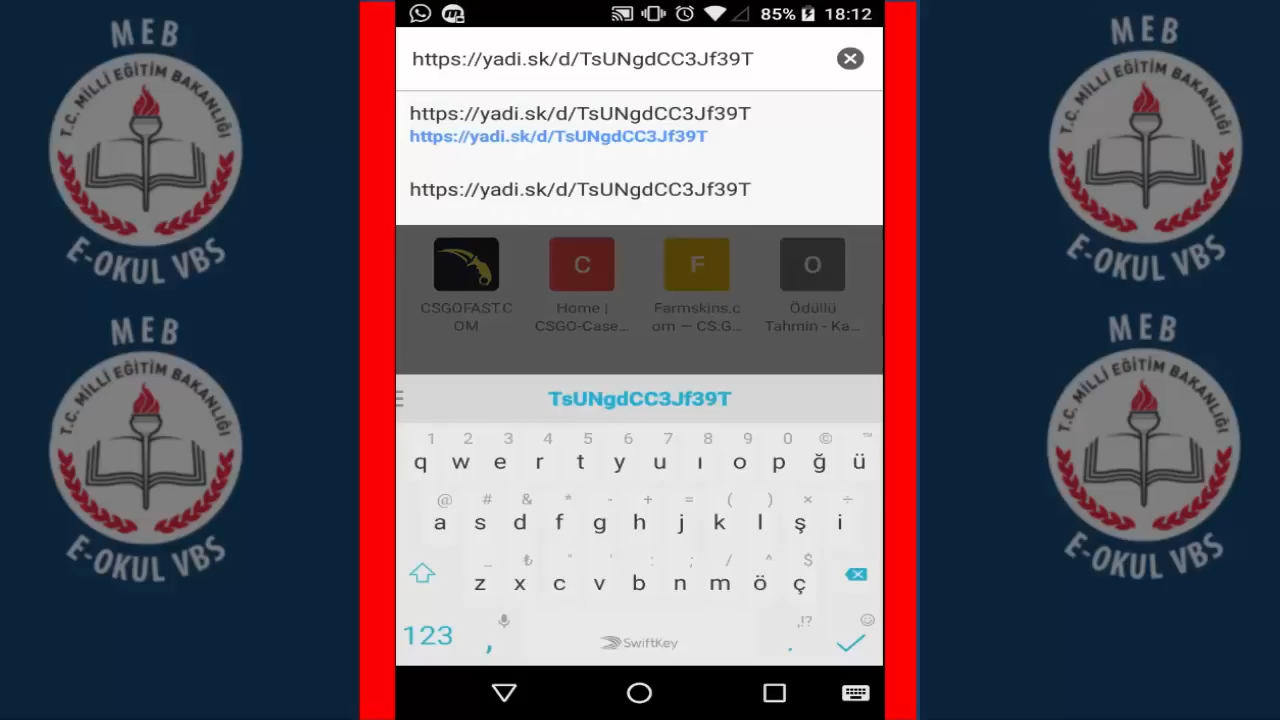 MEB
T.C. MİLLİ EĞİTİM BAKANLIĞI
E-OKUL VBS
MEB
T.C. MİLLİ EĞİTİM BAKANLIĞI
E-OKUL VBS
85% 18:12
https://yadi.sk/d/TsUNgdCC3Jf39T
https://yadi.sk/d/TsUNgdCC3Jf39T
https://yadi.sk/d/TsUNgdCC3Jf39T
https://yadi.sk/d/TsUNgdCC3Jf39T
C F O
CSGOFAST.C
OM
Home |
CSGO-Case...
Farmskins.c
om — CS:G...
Ödüllü
Tahmin - Ka...
TsUNgdCC3Jf39T
1 2 3 4 5 6 7 8 9 0 © ™
q w e r t y u ı o p ğ ü
@ # & * - + = ( ) × ÷
a s d f g h j k l ş i
_ ₺ " ' : ; / ^ $
z x c v b n m ö ç
,!?
123 , SwiftKey .
MEB
T.C. MİLLİ EĞİTİM BAKANLIĞI
E-OKUL VBS
MEB
T.C. MİLLİ EĞİTİM BAKANLIĞI
E-OKUL VBS